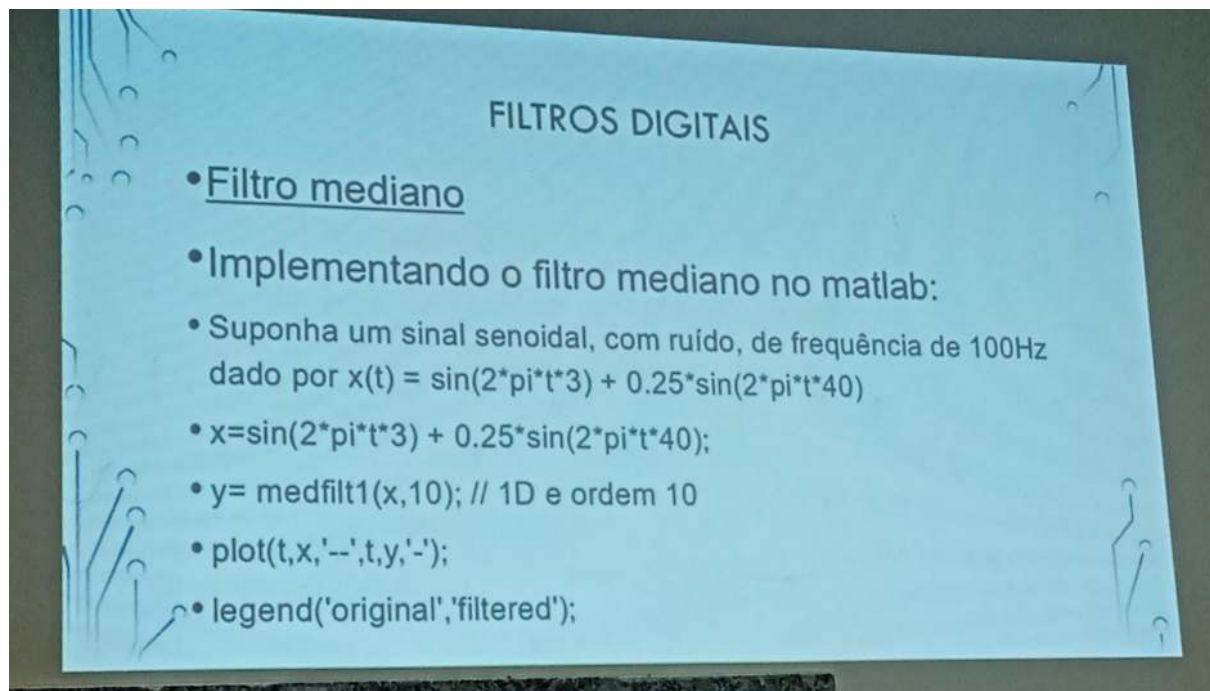 FILTROS DIGITAIS
•Filtro mediano
•Implementando o filtro mediano no matlab:
• Suponha um sinal senoidal, com ruído, de frequência de 100Hz
dado por x(t) = sin(2*pi*t*3) + 0.25*sin(2*pi*t*40)
• x=sin(2*pi*t*3) + 0.25*sin(2*pi*t*40);
• y= medfilt1(x,10); // 1D e ordem 10
• plot(t,x,'--',t,y,'-');
• legend('original','filtered');